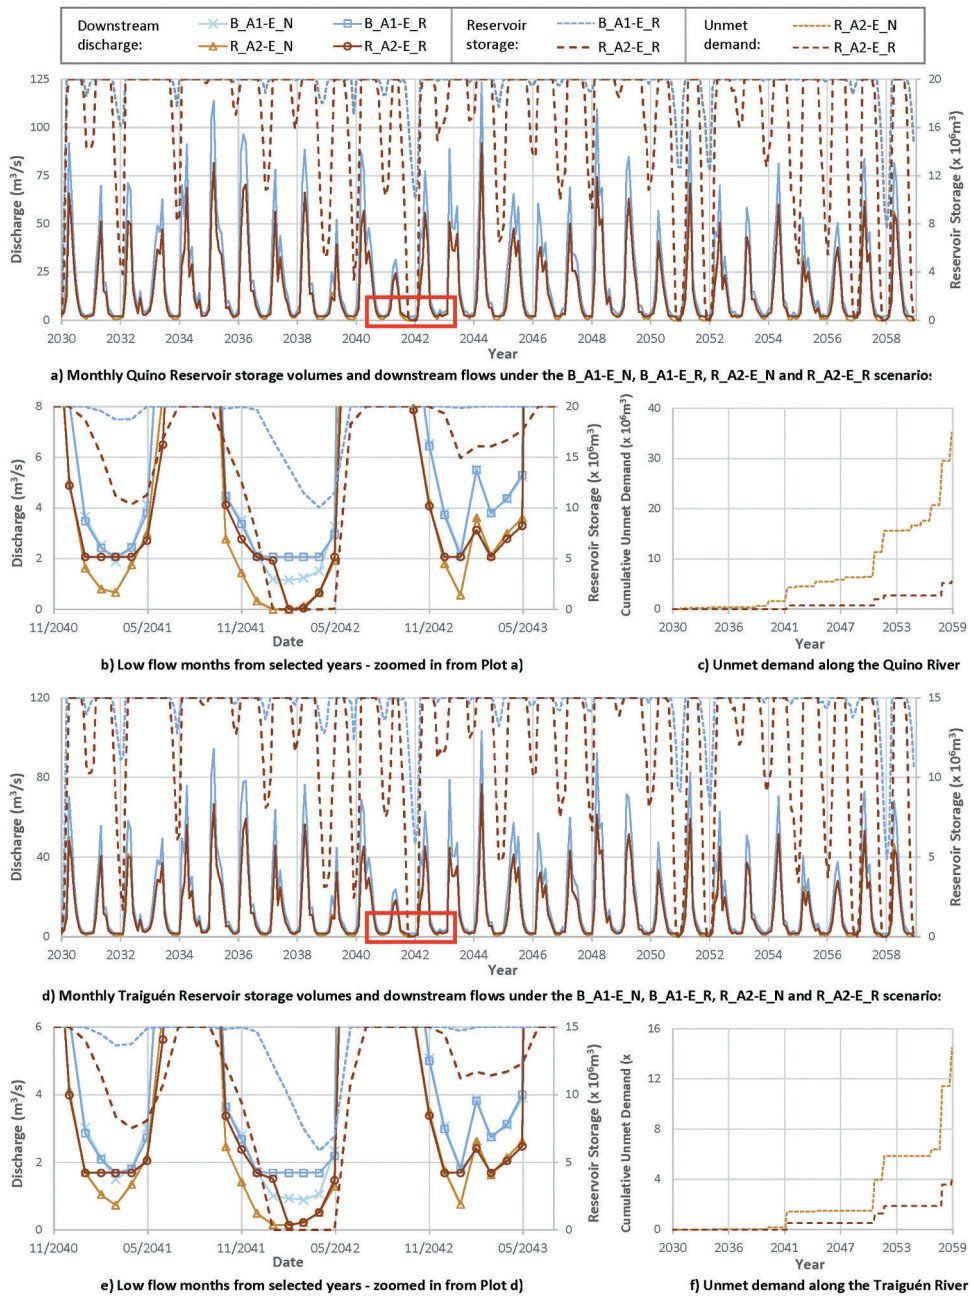 Downstream discharge: B_A1-E_N B_A1-E_R R_A2-E_N R_A2-E_R
Reservoir storage: B_A1-E_R R_A2-E_R
Unmet demand: R_A2-E_N R_A2-E_R
125 100 75 50 25 0
Discharge (m³/s)
20 16 12 8 4 0
Reservoir Storage (x 10⁶m³)
2030 2032 2034 2036 2038 2040 2042 2044 2046 2048 2050 2052 2054 2056 2058
Year
a) Monthly Quino Reservoir storage volumes and downstream flows under the B_A1-E_N, B_A1-E_R, R_A2-E_N and R_A2-E_R scenarios
8 6 4 2 0
Discharge (m³/s)
20 15 10 5 0
Reservoir Storage (x 10⁶m³)
11/2040 05/2041 11/2041 05/2042 11/2042 05/2043
Date
b) Low flow months from selected years - zoomed in from Plot a)
40 30 20 10 0
Cumulative Unmet Demand (x 10⁶m³)
2030 2036 2041 2047 2053 2059
Year
c) Unmet demand along the Quino River
120 80 40 0
Discharge (m³/s)
15 10 5 0
Reservoir Storage (x 10⁶m³)
2030 2032 2034 2036 2038 2040 2042 2044 2046 2048 2050 2052 2054 2056 2058
Year
d) Monthly Traiguén Reservoir storage volumes and downstream flows under the B_A1-E_N, B_A1-E_R, R_A2-E_N and R_A2-E_R scenarios
6 4 2 0
Discharge (m³/s)
15 10 5 0
Reservoir Storage (x 10⁶m³)
11/2040 05/2041 11/2041 05/2042 11/2042 05/2043
Date
e) Low flow months from selected years - zoomed in from Plot d)
16 12 8 4 0
Cumulative Unmet Demand (x
2030 2036 2041 2047 2053 2059
Year
f) Unmet demand along the Traiguén River